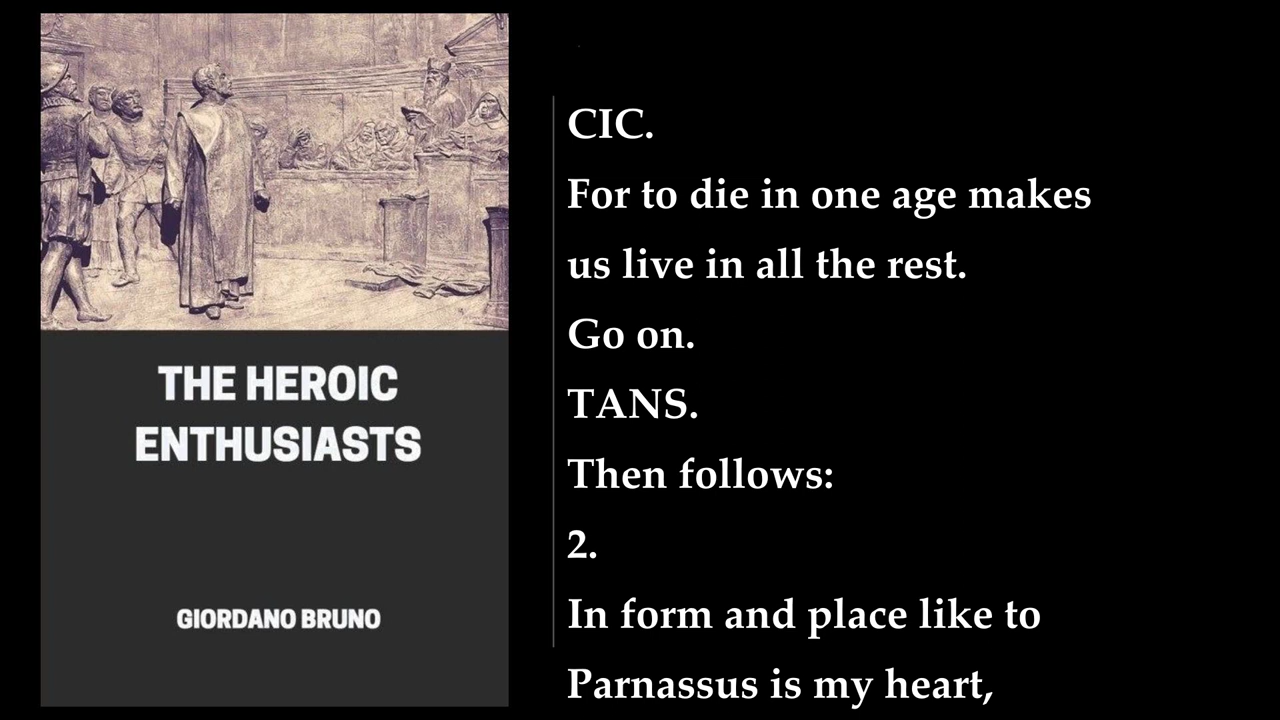 THE HEROIC
ENTHUSIASTS
GIORDANO BRUNO
CIC.
For to die in one age makes
us live in all the rest.
Go on.
TANS.
Then follows:
2.
In form and place like to
Parnassus is my heart,